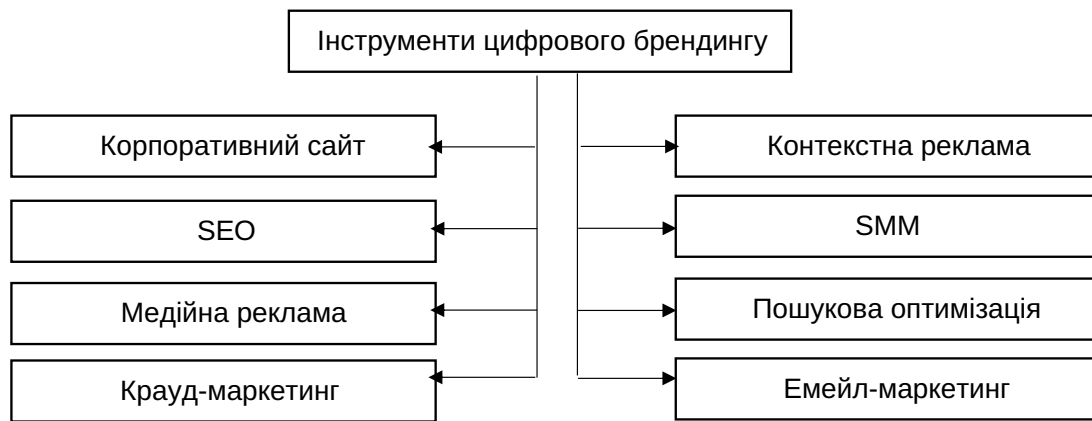 Інструменти цифрового брендингу
Корпоративний сайт
Контекстна реклама
SEO
SMM
Медійна реклама
Пошукова оптимізація
Крауд-маркетинг
Емейл-маркетинг